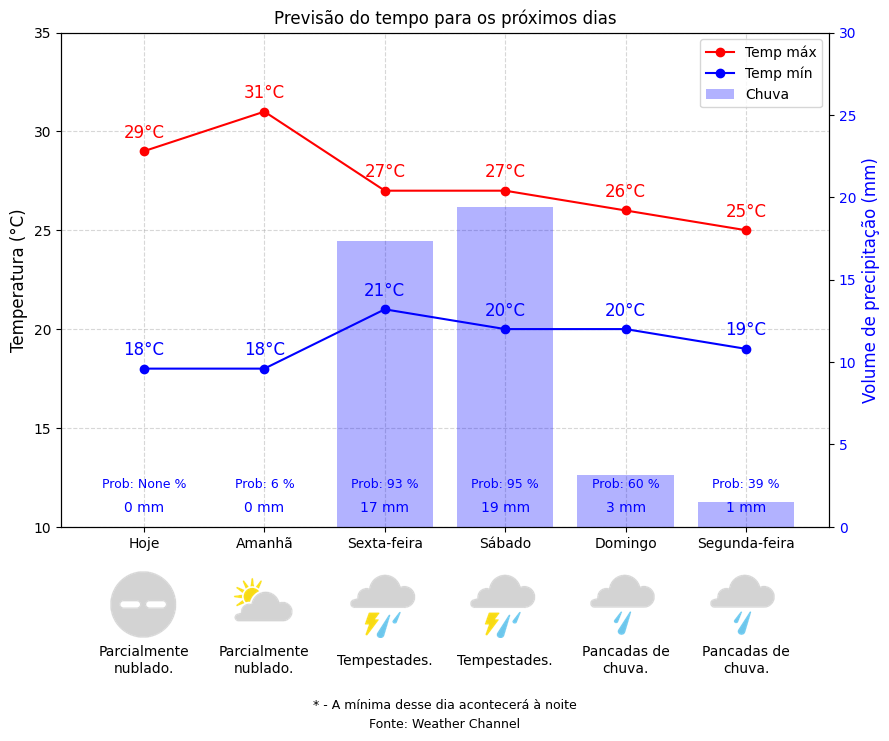 Previsão do tempo para os próximos dias
35
30
25
20
15
10
Temperatura (°C)
30
25
20
15
10
5
0
Volume de precipitação (mm)
Temp máx
Temp mín
Chuva
29°C
31°C
27°C
27°C
26°C
25°C
18°C
18°C
21°C
20°C
20°C
19°C
Prob: None %
Prob: 6 %
Prob: 93 %
Prob: 95 %
Prob: 60 %
Prob: 39 %
0 mm
0 mm
17 mm
19 mm
3 mm
1 mm
Hoje
Amanhã
Sexta-feira
Sábado
Domingo
Segunda-feira
Parcialmente
nublado.
Parcialmente
nublado.
Tempestades.
Tempestades.
Pancadas de
chuva.
Pancadas de
chuva.
* - A mínima desse dia acontecerá à noite
Fonte: Weather Channel